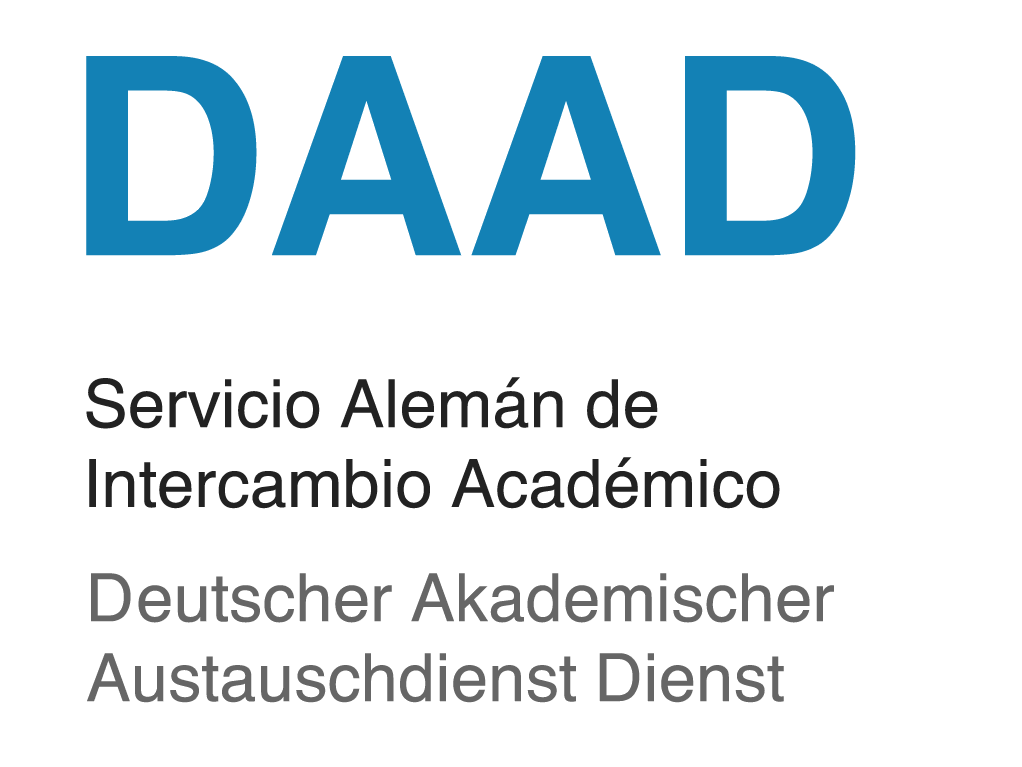 DAAD
Servicio Alemán de
Intercambio Académico
Deutscher Akademischer
Austauschdienst Dienst